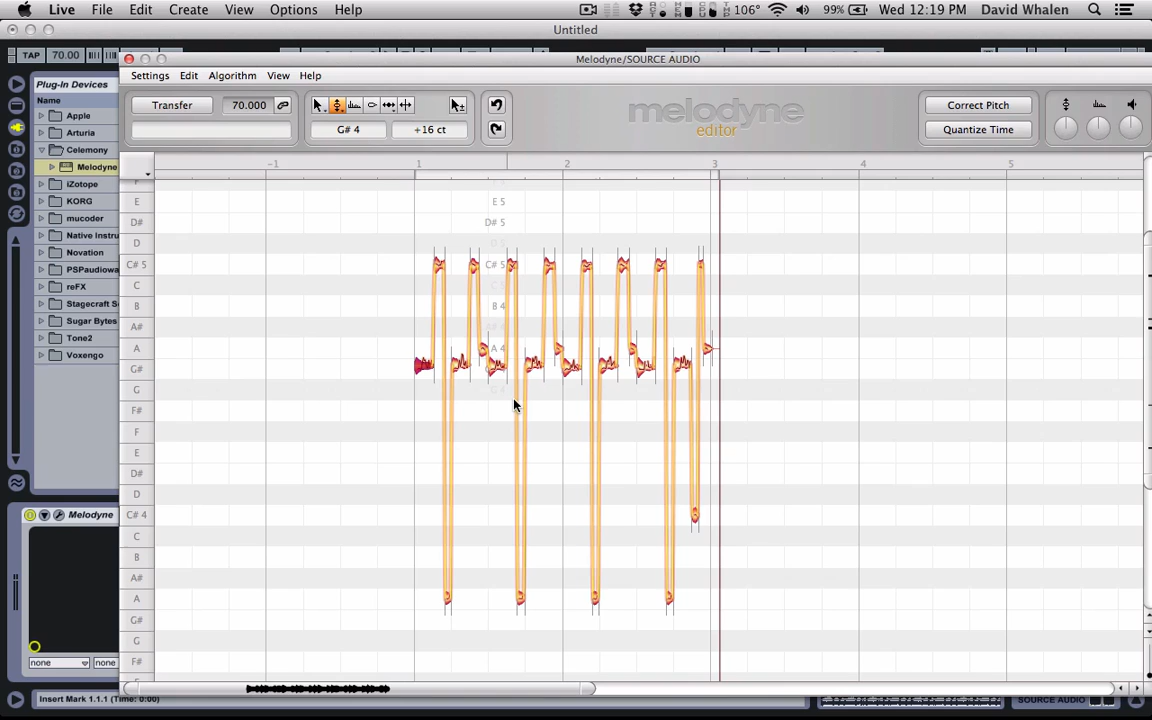 Live File Edit Create View Options Help 106° 99% Wed 12:19 PM David Whalen
Untitled
TAP 70.00
Melodyne/SOURCE AUDIO
Settings Edit Algorithm View Help
Transfer 70.000
G# 4 +16 ct
melodyne
editor
Correct Pitch
Quantize Time
Plug-In Devices
Name
Apple
Arturia
Celemony
Melodyne
iZotope
KORG
mucoder
Native Instru
Novation
PSPaudiowa
reFX
Stagecraft S
Sugar Bytes
Tone2
Voxengo
-1 1 2 3 4 5
E
D#
D
C# 5
C
B
A#
A
G#
G
F#
F
E
D#
D
C# 4
C
B
A#
A
G#
G
F#
E 5
D# 5
C# 5
B 4
A 4
Melodyne
none none
Insert Mark 1.1.1 (Time: 0:00)
SOURCE AUDIO